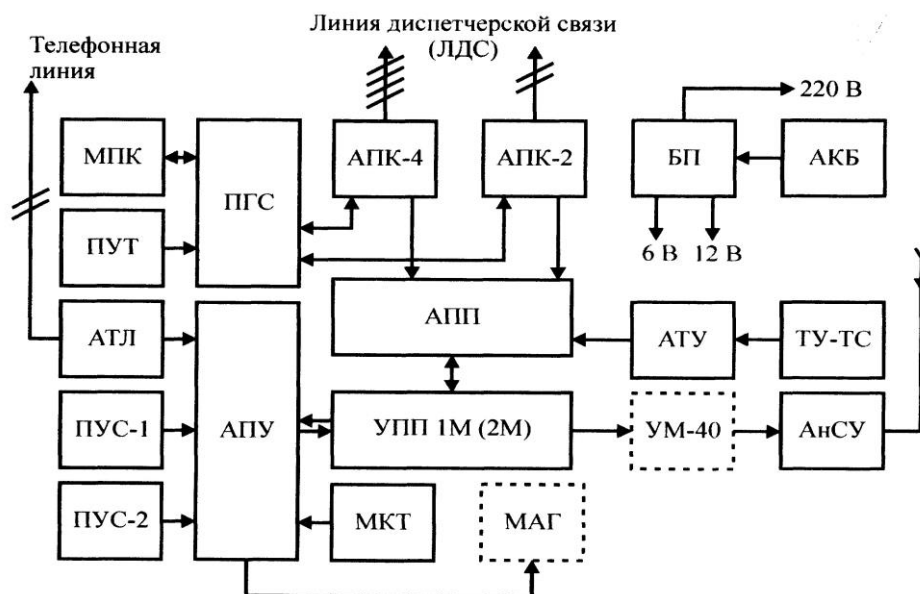 Линия диспетчерской связи
(ЛДС)
Телефонная
линия
220 В
МПК
ПГС
АПК-4
АПК-2
БП
АКБ
ПУТ
6 В
12 В
АТЛ
АПУ
АПП
АТУ
ТУ-ТС
ПУС-1
УПП 1М (2М)
УМ-40
АнСУ
ПУС-2
МКТ
МАГ